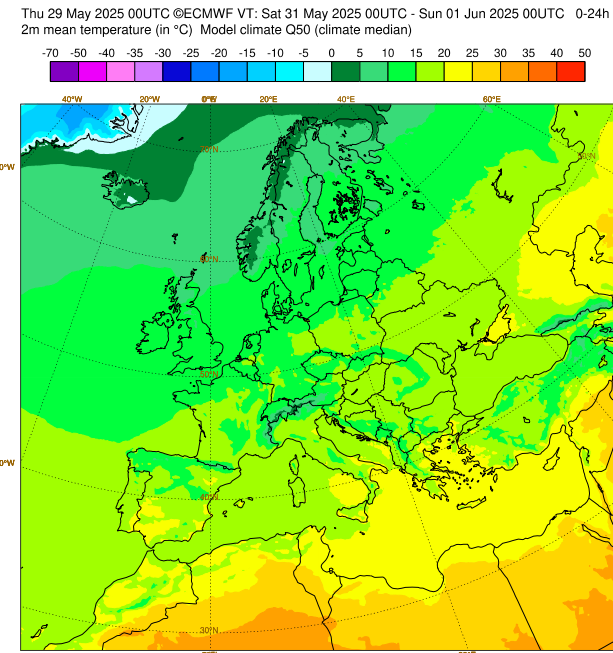 Thu 29 May 2025 00UTC ©ECMWF VT: Sat 31 May 2025 00UTC - Sun 01 Jun 2025 00UTC 0-24h
2m mean temperature (in °C) Model climate Q50 (climate median)
-70 -50 -40 -35 -30 -25 -20 -15 -10 -5 0 5 10 15 20 25 30 35 40 50
40°W 20°W 0°E 20°E 40°E 60°E
70°N
0°W
60°N
50°N
0°W
40°N
30°N